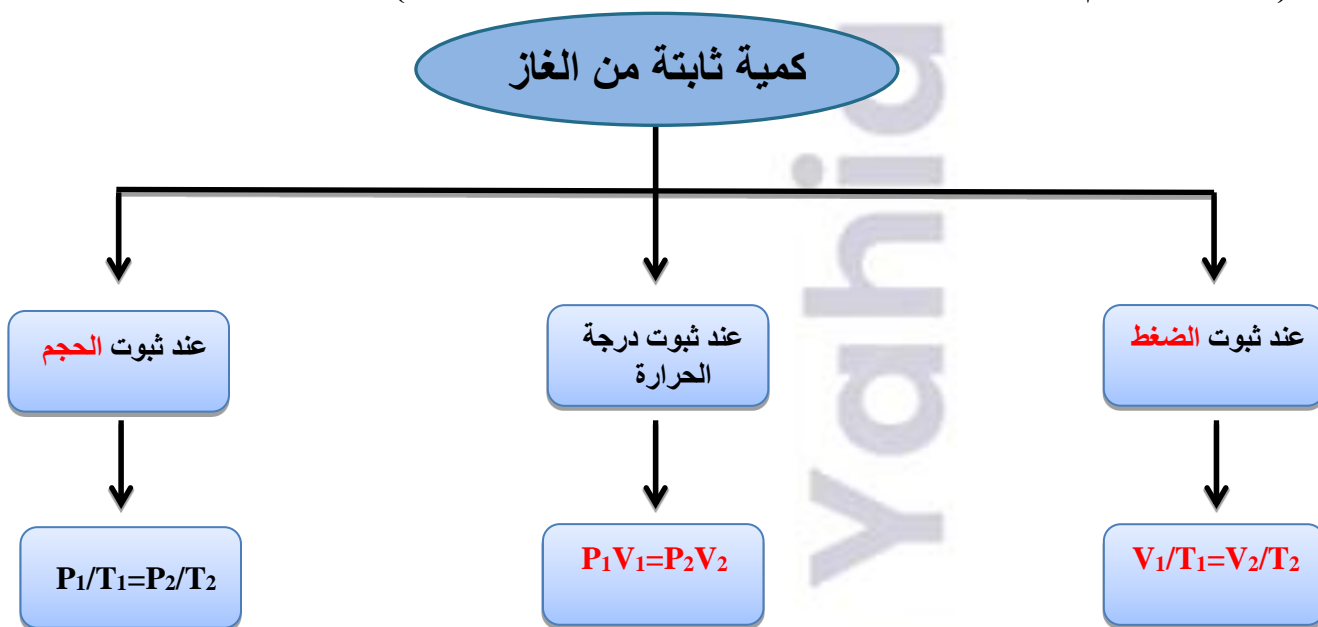 كمية ثابتة من الغاز
عند ثبوت الضغط
عند ثبوت درجة
الحرارة
عند ثبوت الحجم
V₁/T₁=V₂/T₂
P₁V₁=P₂V₂
P₁/T₁=P₂/T₂
Yahia